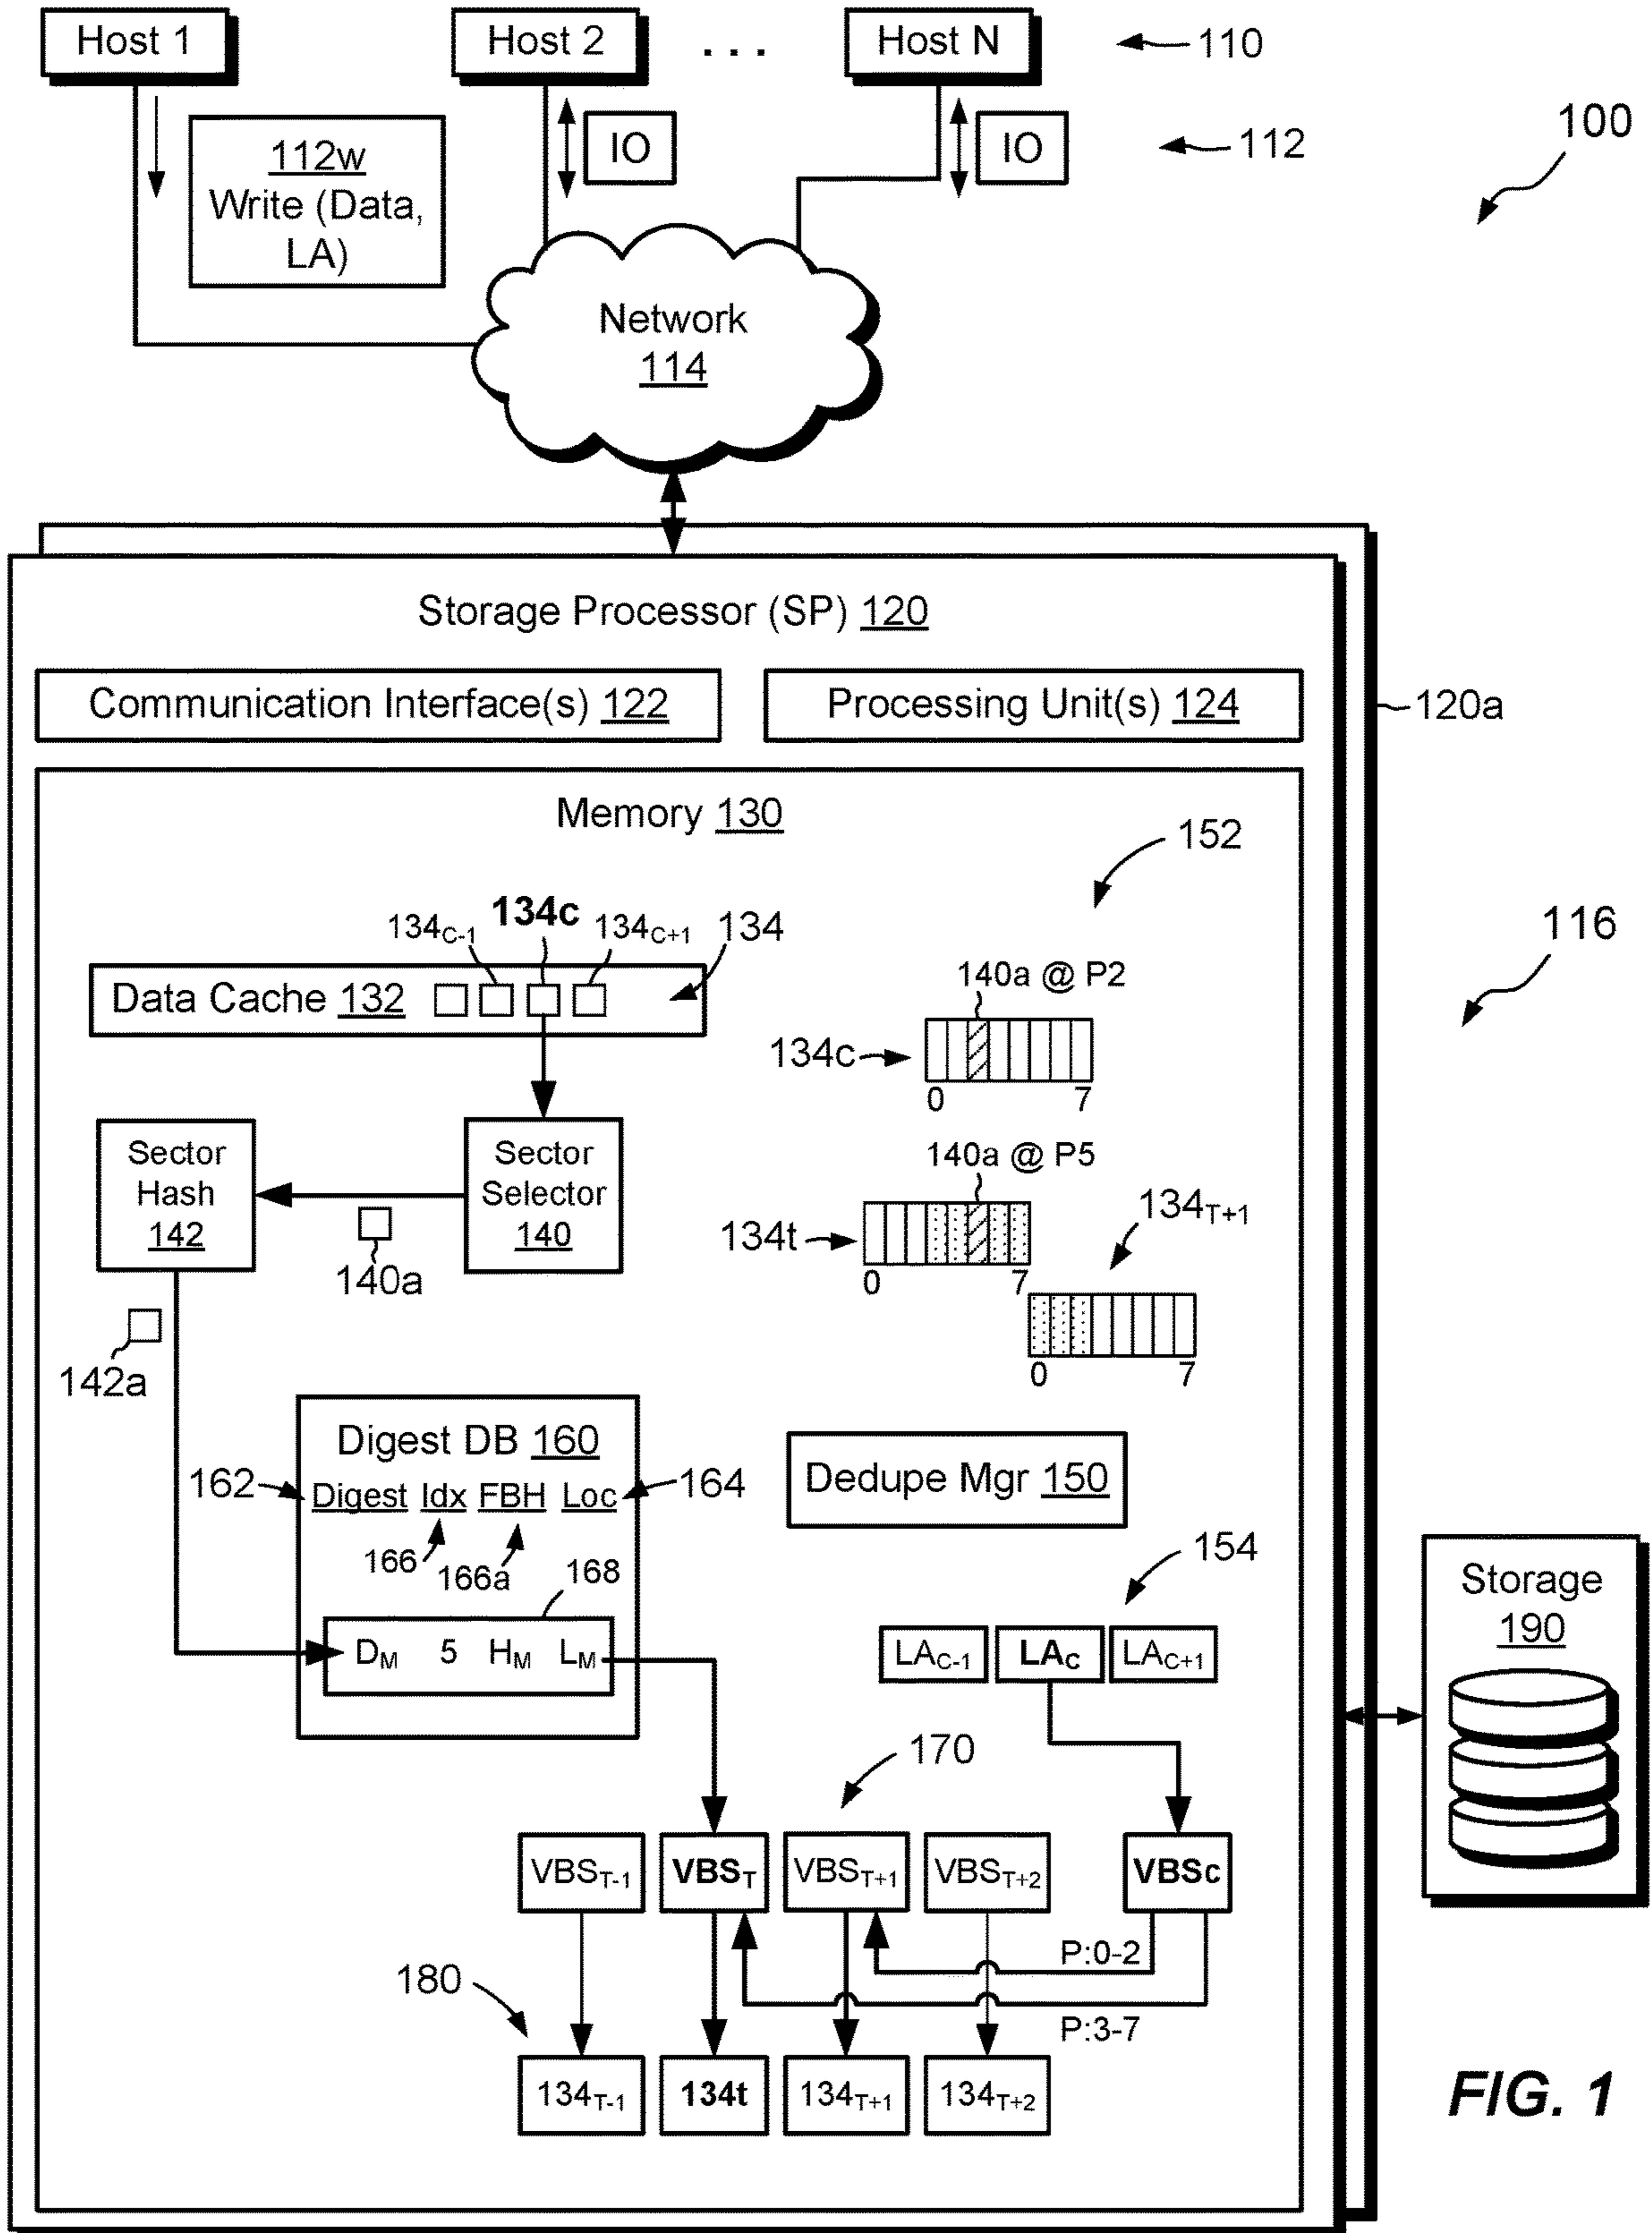 Host 1
Host 2
. . .
Host N
110
112w
Write (Data,
LA)
IO
IO
112
100
Network
114
Storage Processor (SP) 120
Communication Interface(s) 122
Processing Unit(s) 124
120a
Memory 130
152
116
134C-1
134c
134C+1
134
Data Cache 132
140a @ P2
134c
0
7
Sector
Hash
142
Sector
Selector
140
140a
140a @ P5
134t
0
7
134T+1
0
7
142a
Digest DB 160
162
Digest Idx FBH Loc
164
166
166a
168
DM 5 HM LM
Dedupe Mgr 150
154
LAC-1
LAC
LAC+1
Storage
190
170
VBST-1
VBST
VBST+1
VBST+2
VBSC
P:0-2
P:3-7
180
134T-1
134t
134T+1
134T+2
FIG. 1